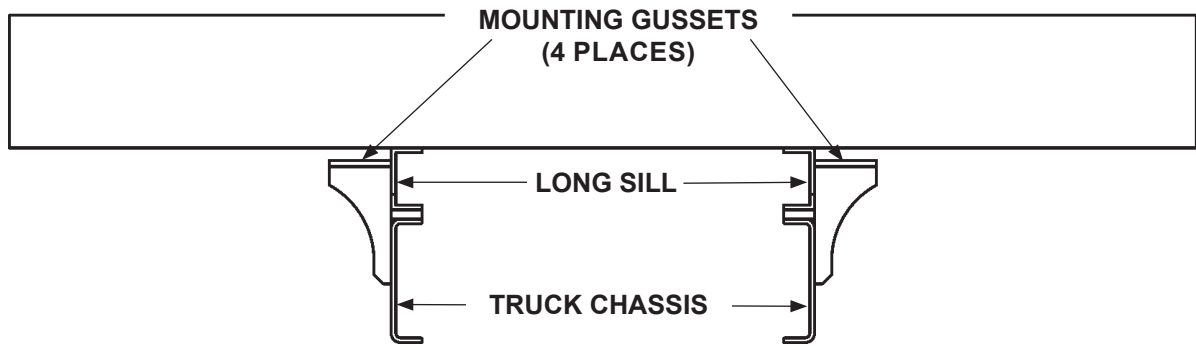 MOUNTING GUSSETS
(4 PLACES)
LONG SILL
TRUCK CHASSIS